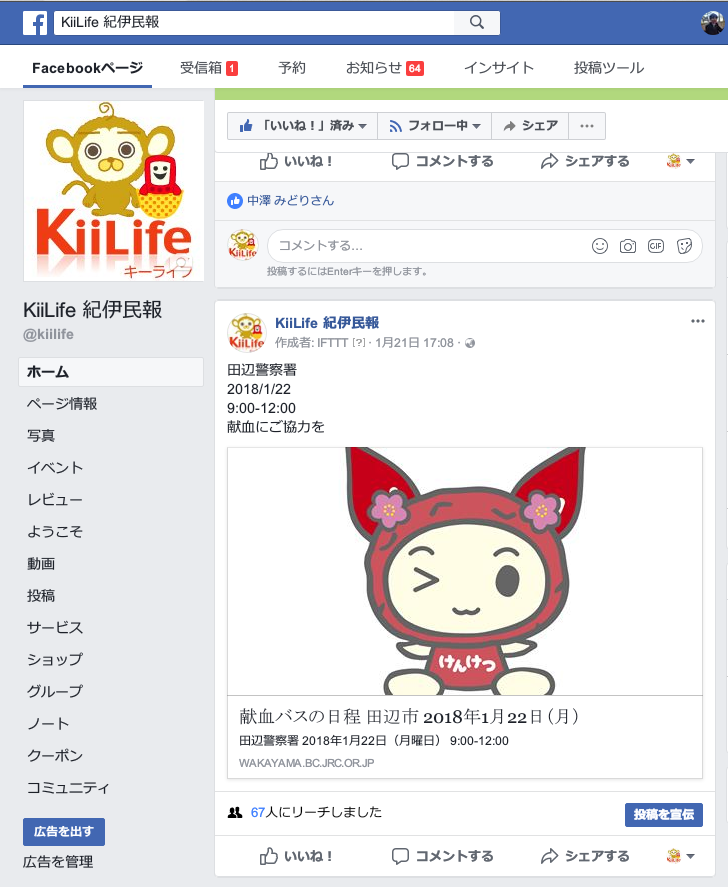 KiiLife 紀伊民報
Facebookページ 受信箱 1 予約 お知らせ 64 インサイト 投稿ツール
KiiLife
キーライフ
KiiLife 紀伊民報
@kiilife
ホーム
ページ情報
写真
イベント
レビュー
ようこそ
動画
投稿
サービス
ショップ
グループ
ノート
クーポン
コミュニティ
広告を出す
広告を管理
「いいね！」済み フォロー中 シェア ...
いいね！ コメントする シェアする
中澤 みどりさん
KiiLife コメントする... GIF
投稿するにはEnterキーを押します。
KiiLife 紀伊民報 ...
KiiLife 作成者: IFTTT [?] · 1月21日 17:08 ·
田辺警察署
2018/1/22
9:00-12:00
献血にご協力を
けんけつ
献血バスの日程 田辺市 2018年1月22日（月）
田辺警察署 2018年1月22日（月曜日） 9:00-12:00
WAKAYAMA.BC.JRC.OR.JP
67人にリーチしました 投稿を宣伝
いいね！ コメントする シェアする